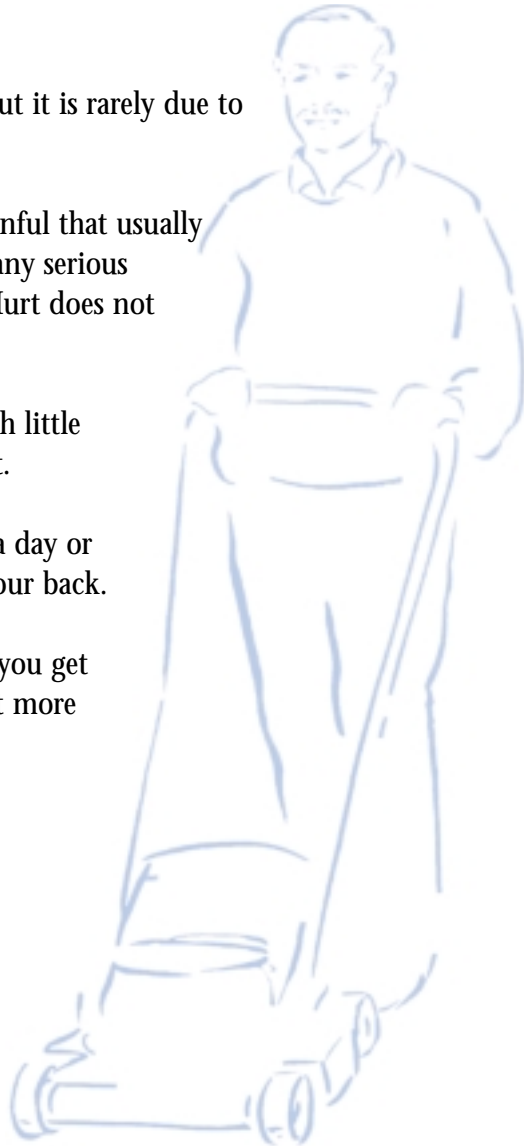 ut it is rarely due to
nful that usually
any serious
Hurt does not
h little
t.
a day or
our back.
you get
t more